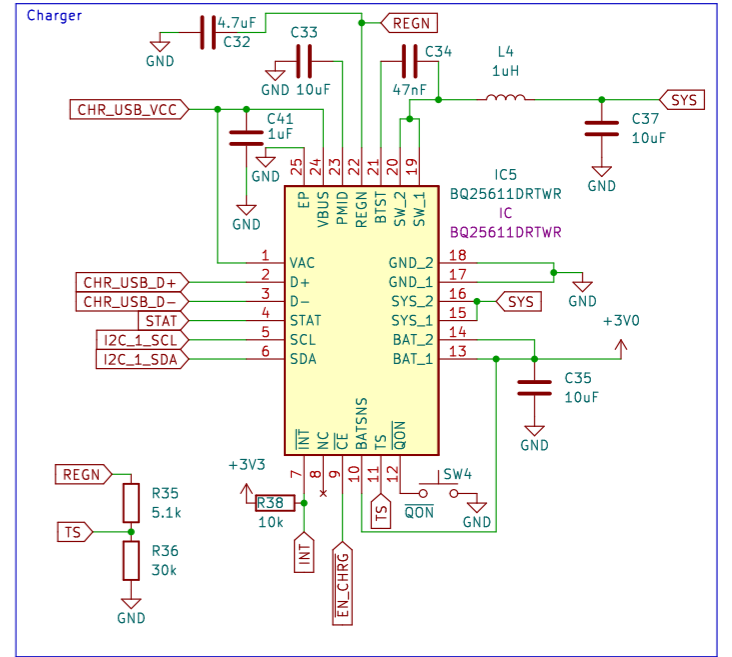 Charger
4.7uF
C32
GND
REGN
C33
10uF
GND
C34
47nF
L4
1uH
SYS
C37
10uF
GND
CHR_USB_VCC
C41
1uF
GND
GND
25
24
23
22
21
20
19
EP
VBUS
PMID
REGN
BTST
SW_2
SW_1
IC5
BQ25611DRTWR
IC
BQ25611DRTWR
1
VAC
CHR_USB_D+
2
D+
CHR_USB_D-
3
D-
STAT
4
STAT
I2C_1_SCL
5
SCL
I2C_1_SDA
6
SDA
GND_2
18
GND_1
17
GND
SYS_2
16
SYS
SYS_1
15
BAT_2
14
BAT_1
13
+3V0
C35
10uF
GND
INT
NC
CE
BATSNS
TS
QON
7
8
9
10
11
12
+3V3
R38
10k
INT
EN_CHRG
TS
SW4
QON
GND
REGN
R35
5.1k
TS
R36
30k
GND